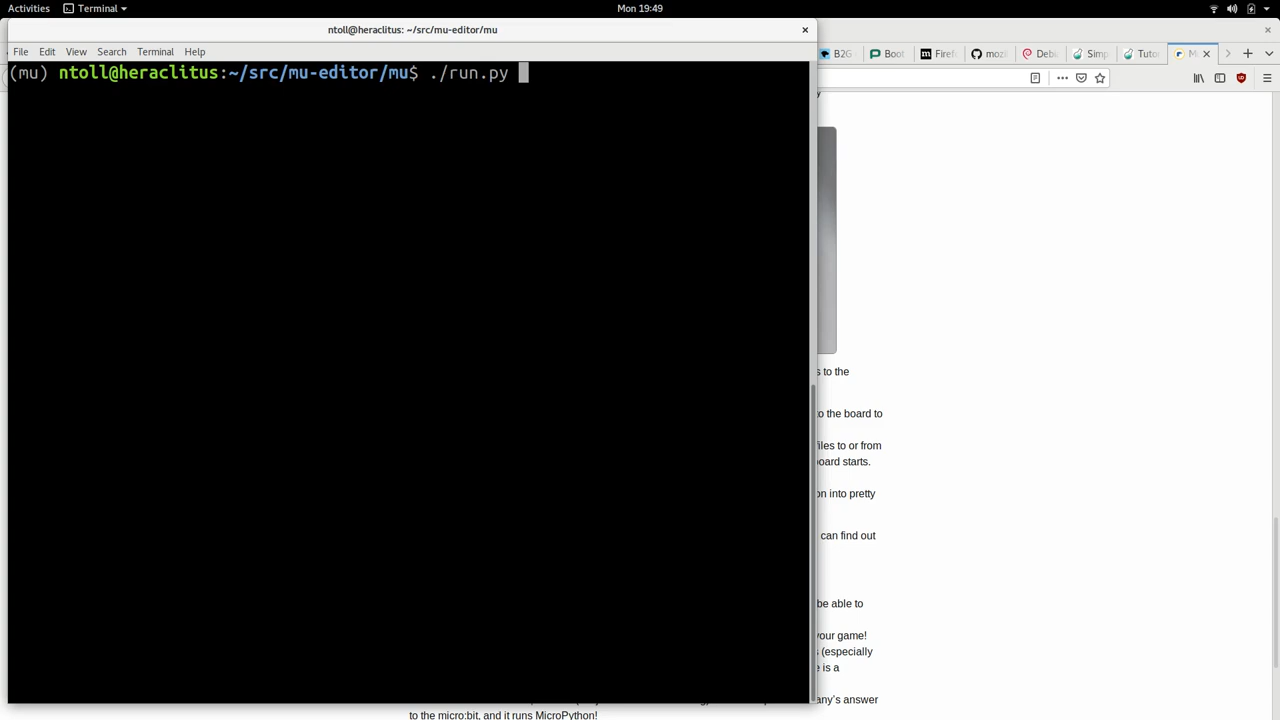 Activities Terminal Mon 19:49
ntoll@heraclitus: ~/src/mu-editor/mu
File Edit View Search Terminal Help
B2G Boot Firef mozi Debi Simp Tutor M
(mu) ntoll@heraclitus:~/src/mu-editor/mu$ ./run.py
s to the
to the board to
files to or from
board starts.
on into pretty
can find out
be able to
your game!
s (especially
e is a
any's answer
to the micro:bit, and it runs MicroPython!